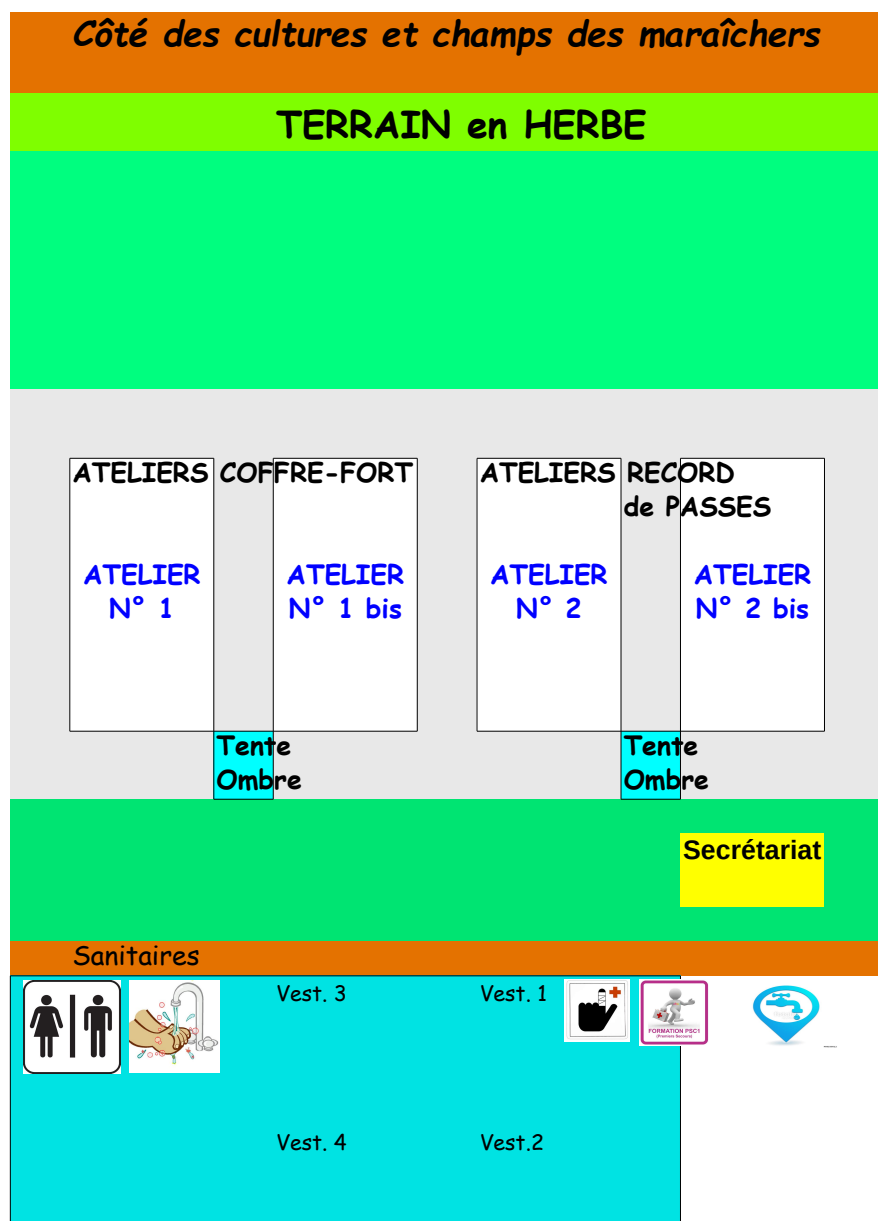 Côté des cultures et champs des maraîchers
TERRAIN en HERBE
ATELIERS COFFRE-FORT
ATELIERS RECORD
de PASSES
ATELIER
N° 1
ATELIER
N° 1 bis
ATELIER
N° 2
ATELIER
N° 2 bis
Tente
Ombre
Tente
Ombre
Secrétariat
Sanitaires
Vest. 3
Vest. 1
FORMATION PSC1
(Premiers Secours)
Vest. 4
Vest.2